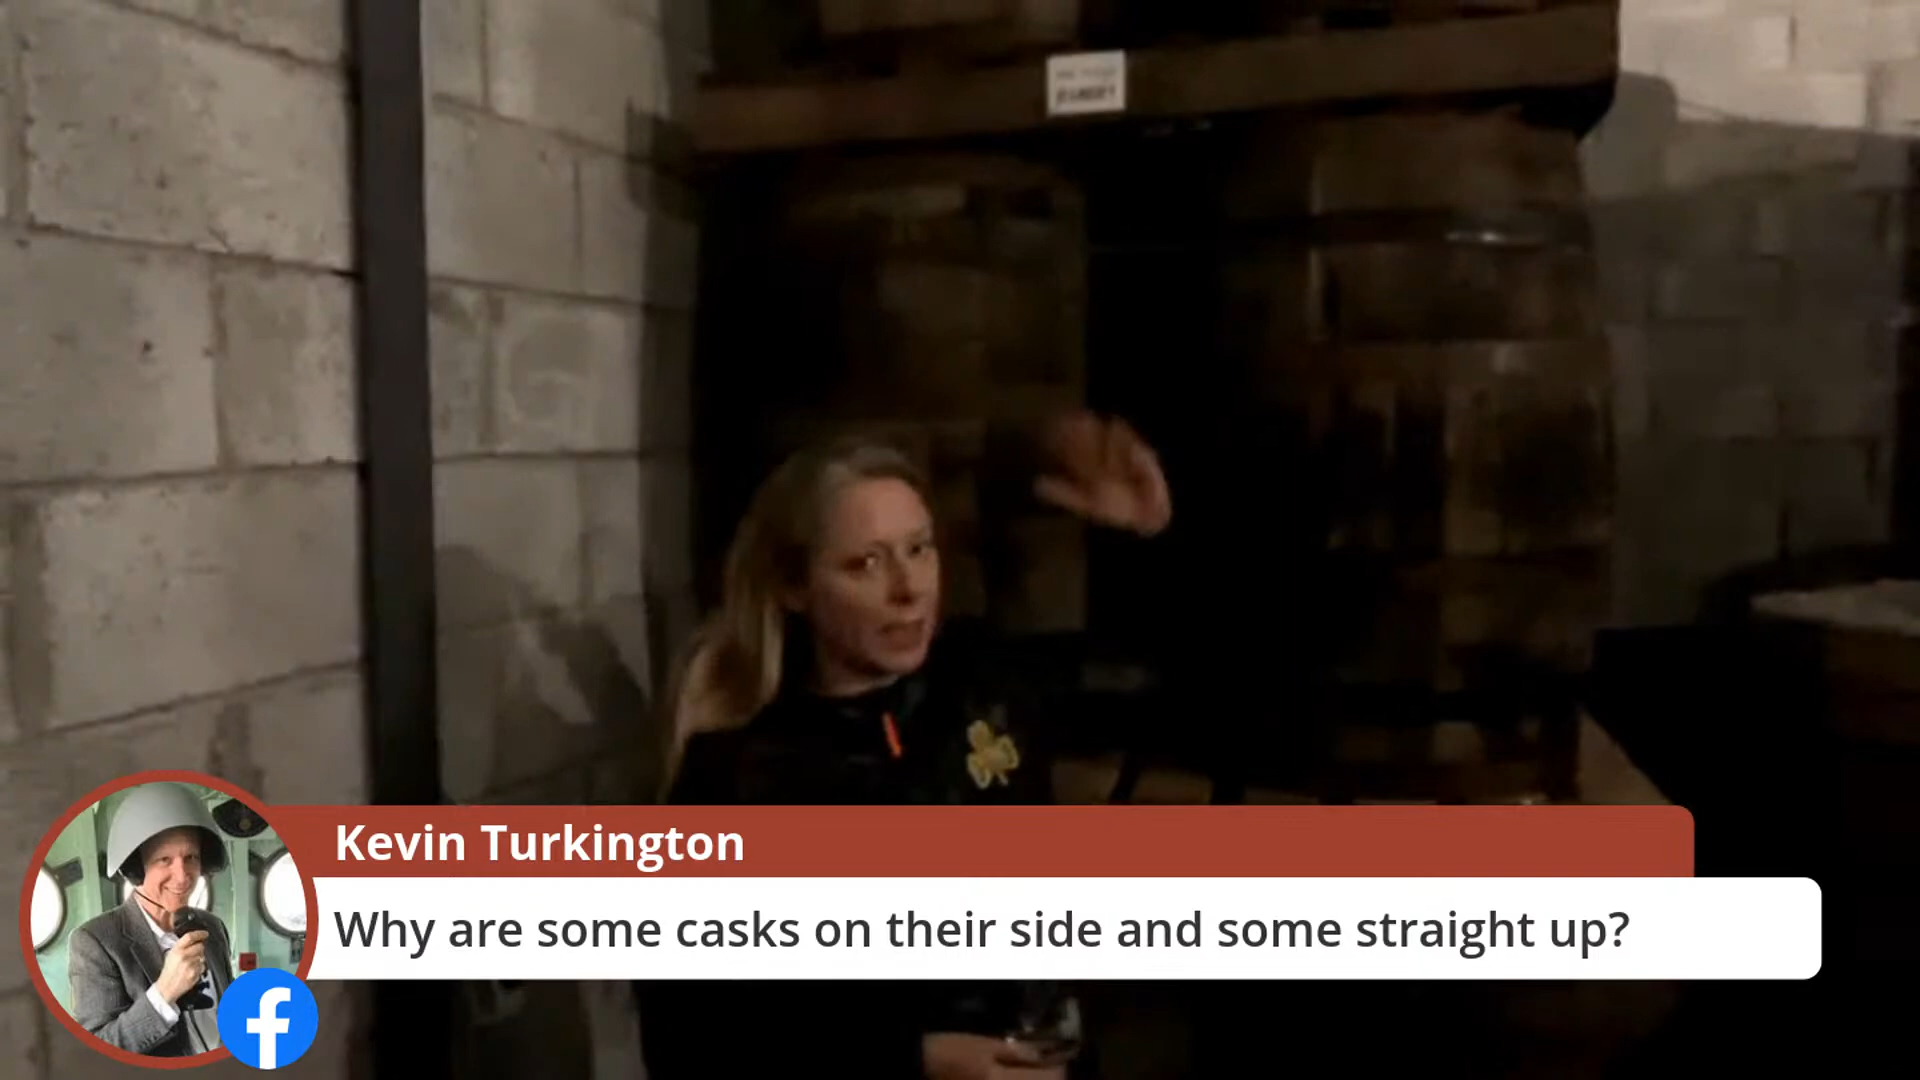 Kevin Turkington
Why are some casks on their side and some straight up?